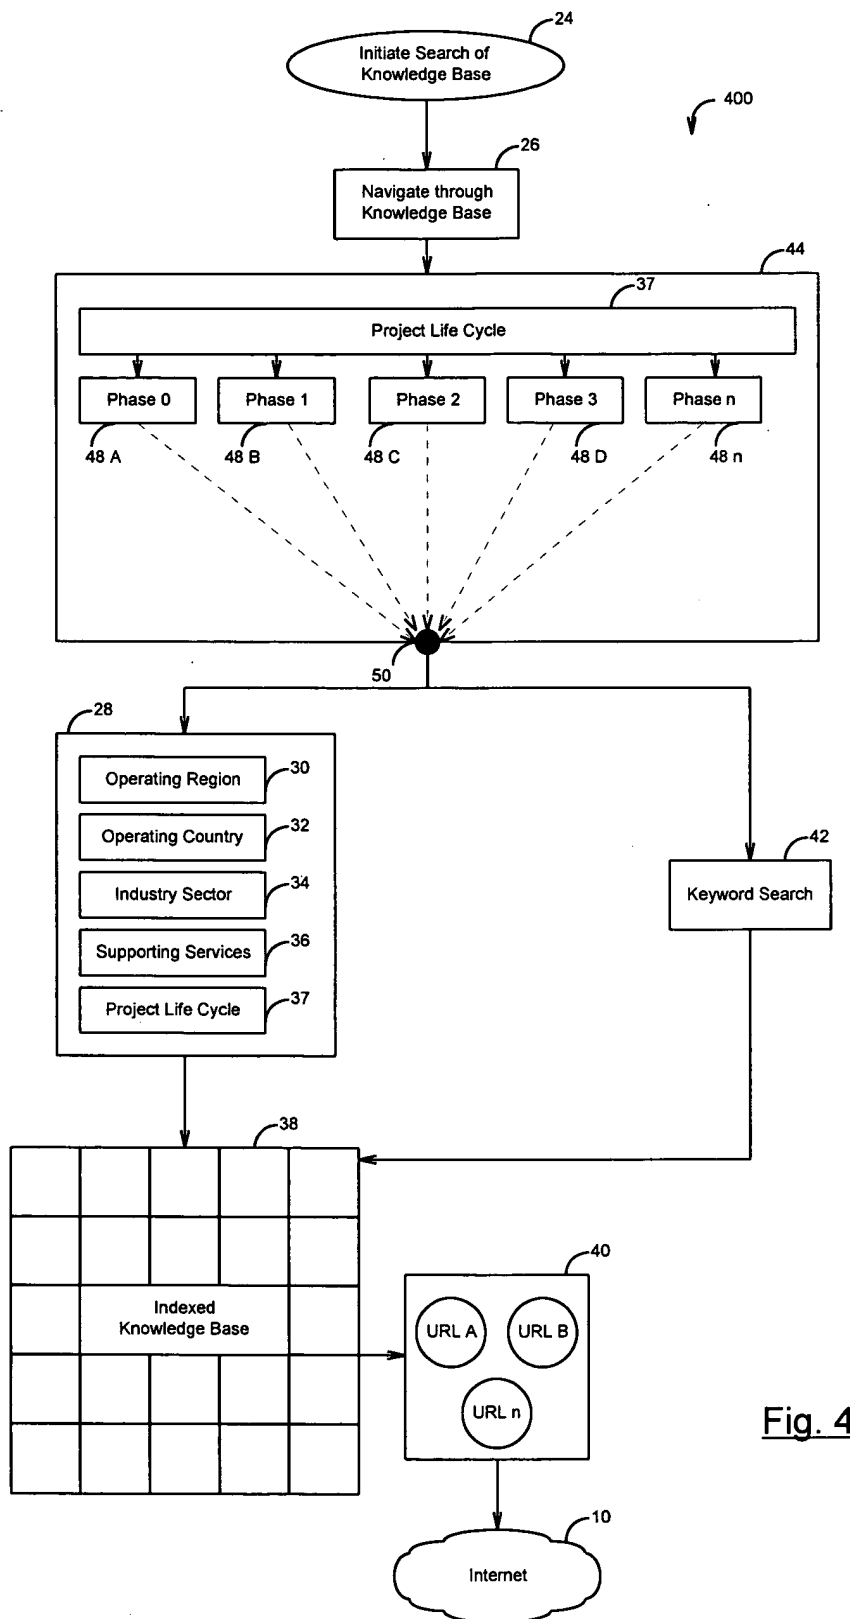 24
Initiate Search of
Knowledge Base
400
26
Navigate through
Knowledge Base
44
37
Project Life Cycle
Phase 0
Phase 1
Phase 2
Phase 3
Phase n
48 A
48 B
48 C
48 D
48 n
50
28
Operating Region
30
Operating Country
32
Industry Sector
34
Supporting Services
36
Project Life Cycle
37
42
Keyword Search
38
Indexed
Knowledge Base
40
URL A
URL B
URL n
Fig. 4
10
Internet